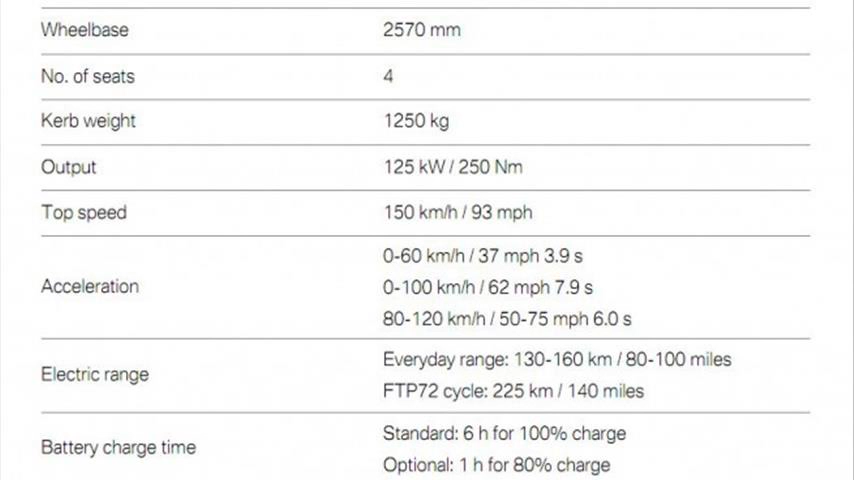 Wheelbase 2570 mm
No. of seats 4
Kerb weight 1250 kg
Output 125 kW / 250 Nm
Top speed 150 km/h / 93 mph
Acceleration
0-60 km/h / 37 mph 3.9 s
0-100 km/h / 62 mph 7.9 s
80-120 km/h / 50-75 mph 6.0 s
Electric range
Everyday range: 130-160 km / 80-100 miles
FTP72 cycle: 225 km / 140 miles
Battery charge time
Standard: 6 h for 100% charge
Optional: 1 h for 80% charge